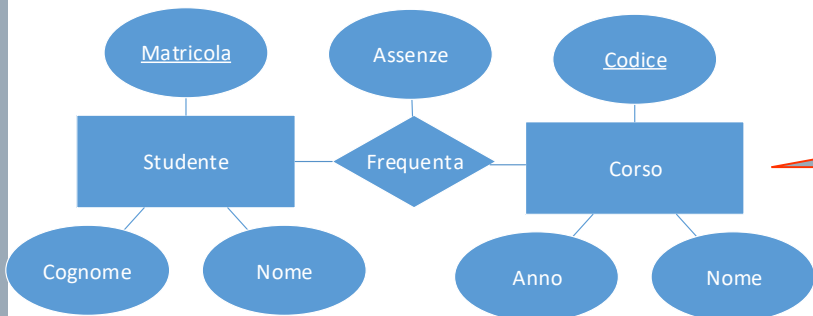 Matricola
Assenze
Codice
Studente
Frequenta
Corso
Cognome
Nome
Anno
Nome